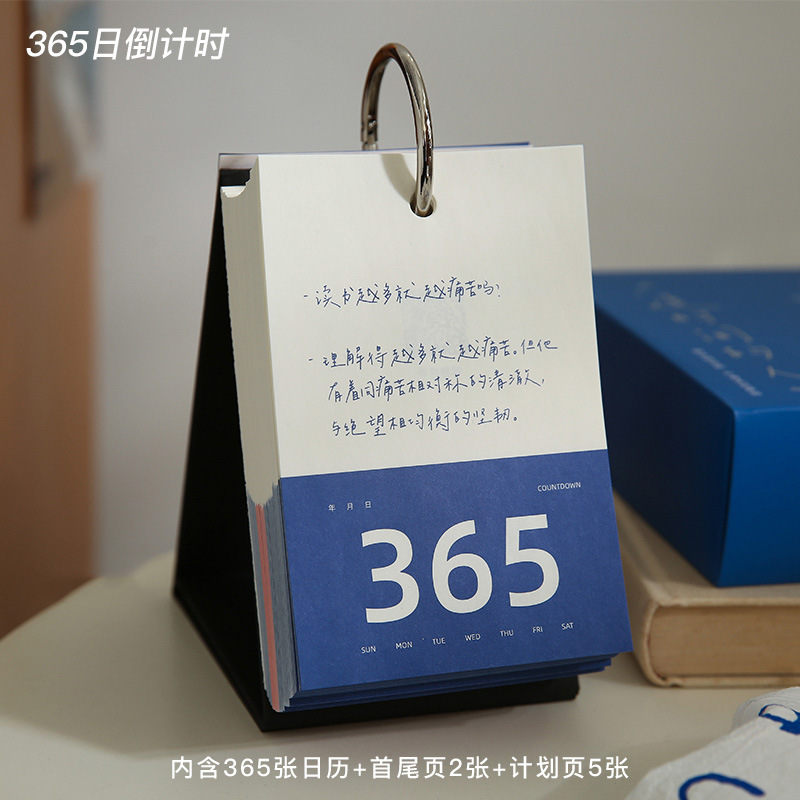 365日倒计时
-读书越多就越痛苦吗?
-理解得越多就越痛苦。但他
有着同痛苦相对称的清澈,
与绝望相均衡的坚韧。
年 月 日
COUNTDOWN
365
SUN MON TUE WED THU FRI SAT
内含365张日历+首尾页2张+计划页5张